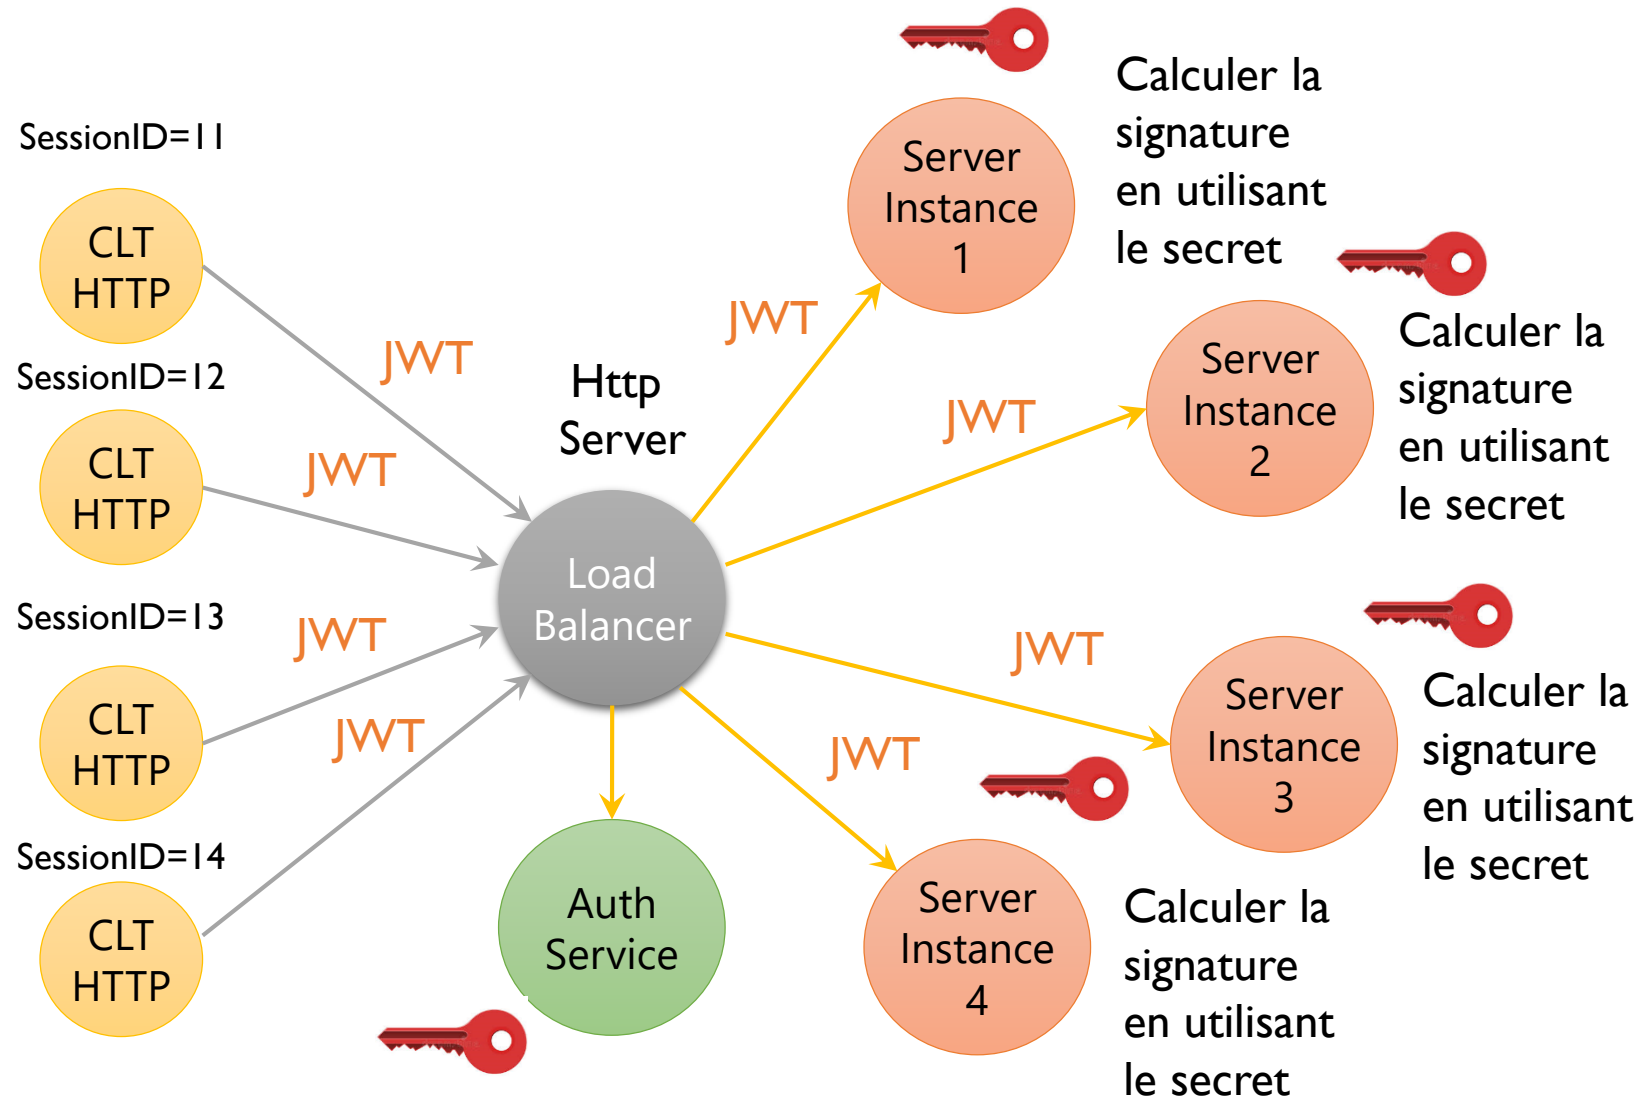 SessionID=11
CLT
HTTP
JWT
SessionID=12
CLT
HTTP
JWT
SessionID=13
CLT
HTTP
JWT
SessionID=14
CLT
HTTP
JWT
Http
Server
Load
Balancer
Auth
Service
JWT
Server
Instance
1
Calculer la
signature
en utilisant
le secret
JWT
Server
Instance
2
Calculer la
signature
en utilisant
le secret
JWT
Server
Instance
3
Calculer la
signature
en utilisant
le secret
JWT
Server
Instance
4
Calculer la
signature
en utilisant
le secret